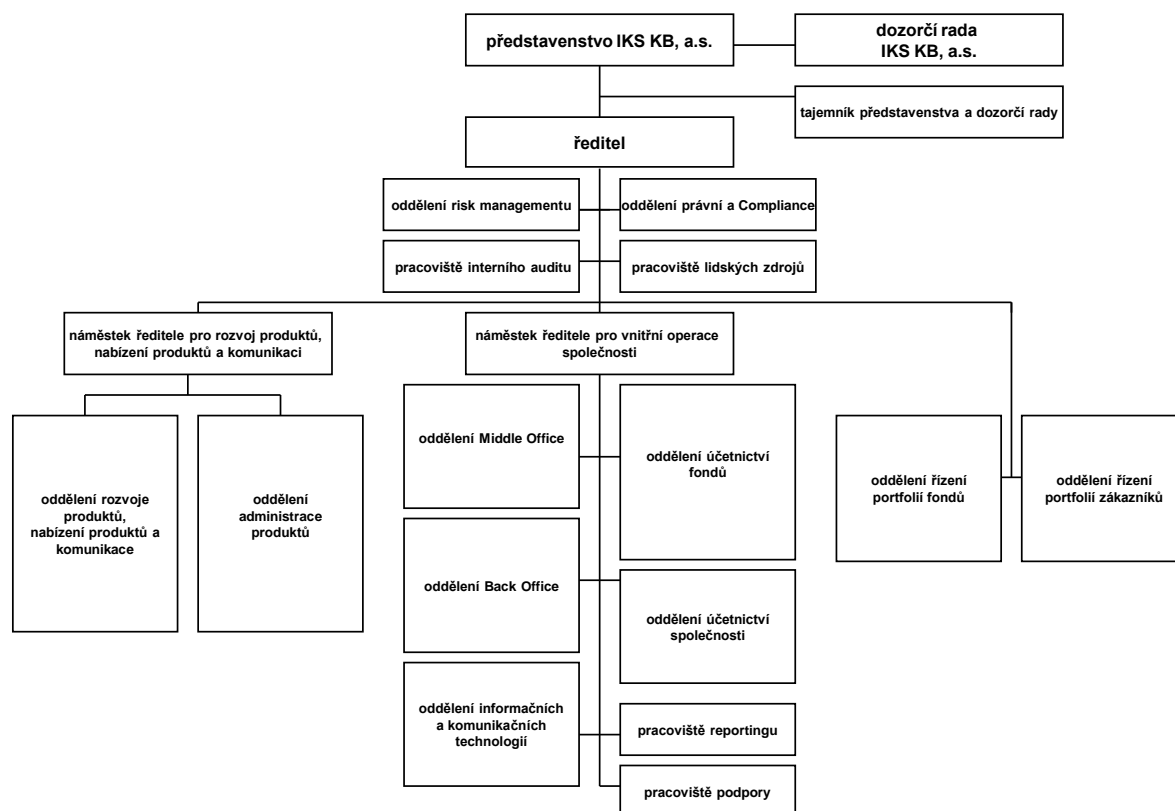 představenstvo IKS KB, a.s.
dozorčí rada
IKS KB, a.s.
tajemník představenstva a dozorčí rady
ředitel
oddělení risk managementu
oddělení právní a Compliance
pracoviště interního auditu
pracoviště lidských zdrojů
náměstek ředitele pro rozvoj produktů,
nabízení produktů a komunikaci
náměstek ředitele pro vnitřní operace
společnosti
oddělení rozvoje
produktů,
nabízení produktů a
komunikace
oddělení
administrace
produktů
oddělení Middle Office
oddělení účetnictví
fondů
oddělení Back Office
oddělení účetnictví
společnosti
oddělení informačních
a komunikačních
technologií
pracoviště reportingu
pracoviště podpory
oddělení řízení
portfolií fondů
oddělení řízení
portfolií zákazníků